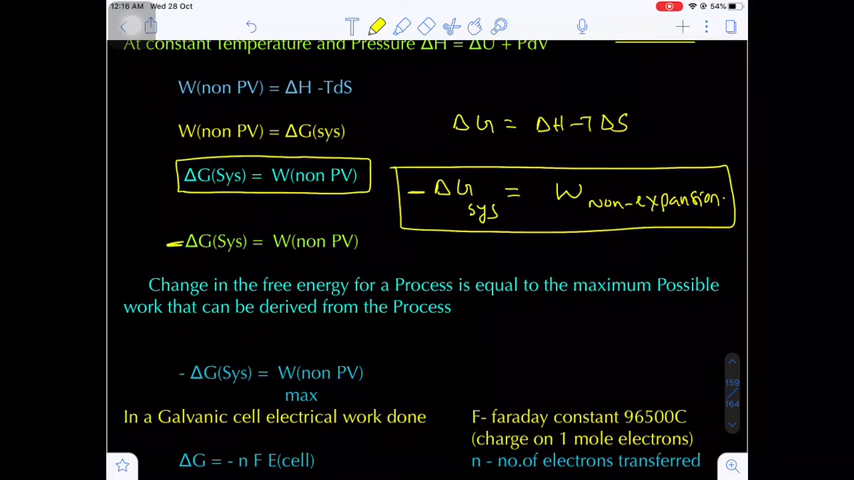 12:16 AM Wed 28 Oct
54%
At constant Temperature and Pressure ΔH = ΔU + PdV
W(non PV) = ΔH -TdS
ΔG = ΔH-TΔS
W(non PV) = ΔG(sys)
ΔG(Sys) = W(non PV)
- ΔG sys = W non-expansion.
-ΔG(Sys) = W(non PV)
Change in the free energy for a Process is equal to the maximum Possible
work that can be derived from the Process
- ΔG(Sys) = W(non PV)
max
In a Galvanic cell electrical work done
F- faraday constant 96500C
(charge on 1 mole electrons)
ΔG = - n F E(cell)
n - no.of electrons transferred
159
/
164